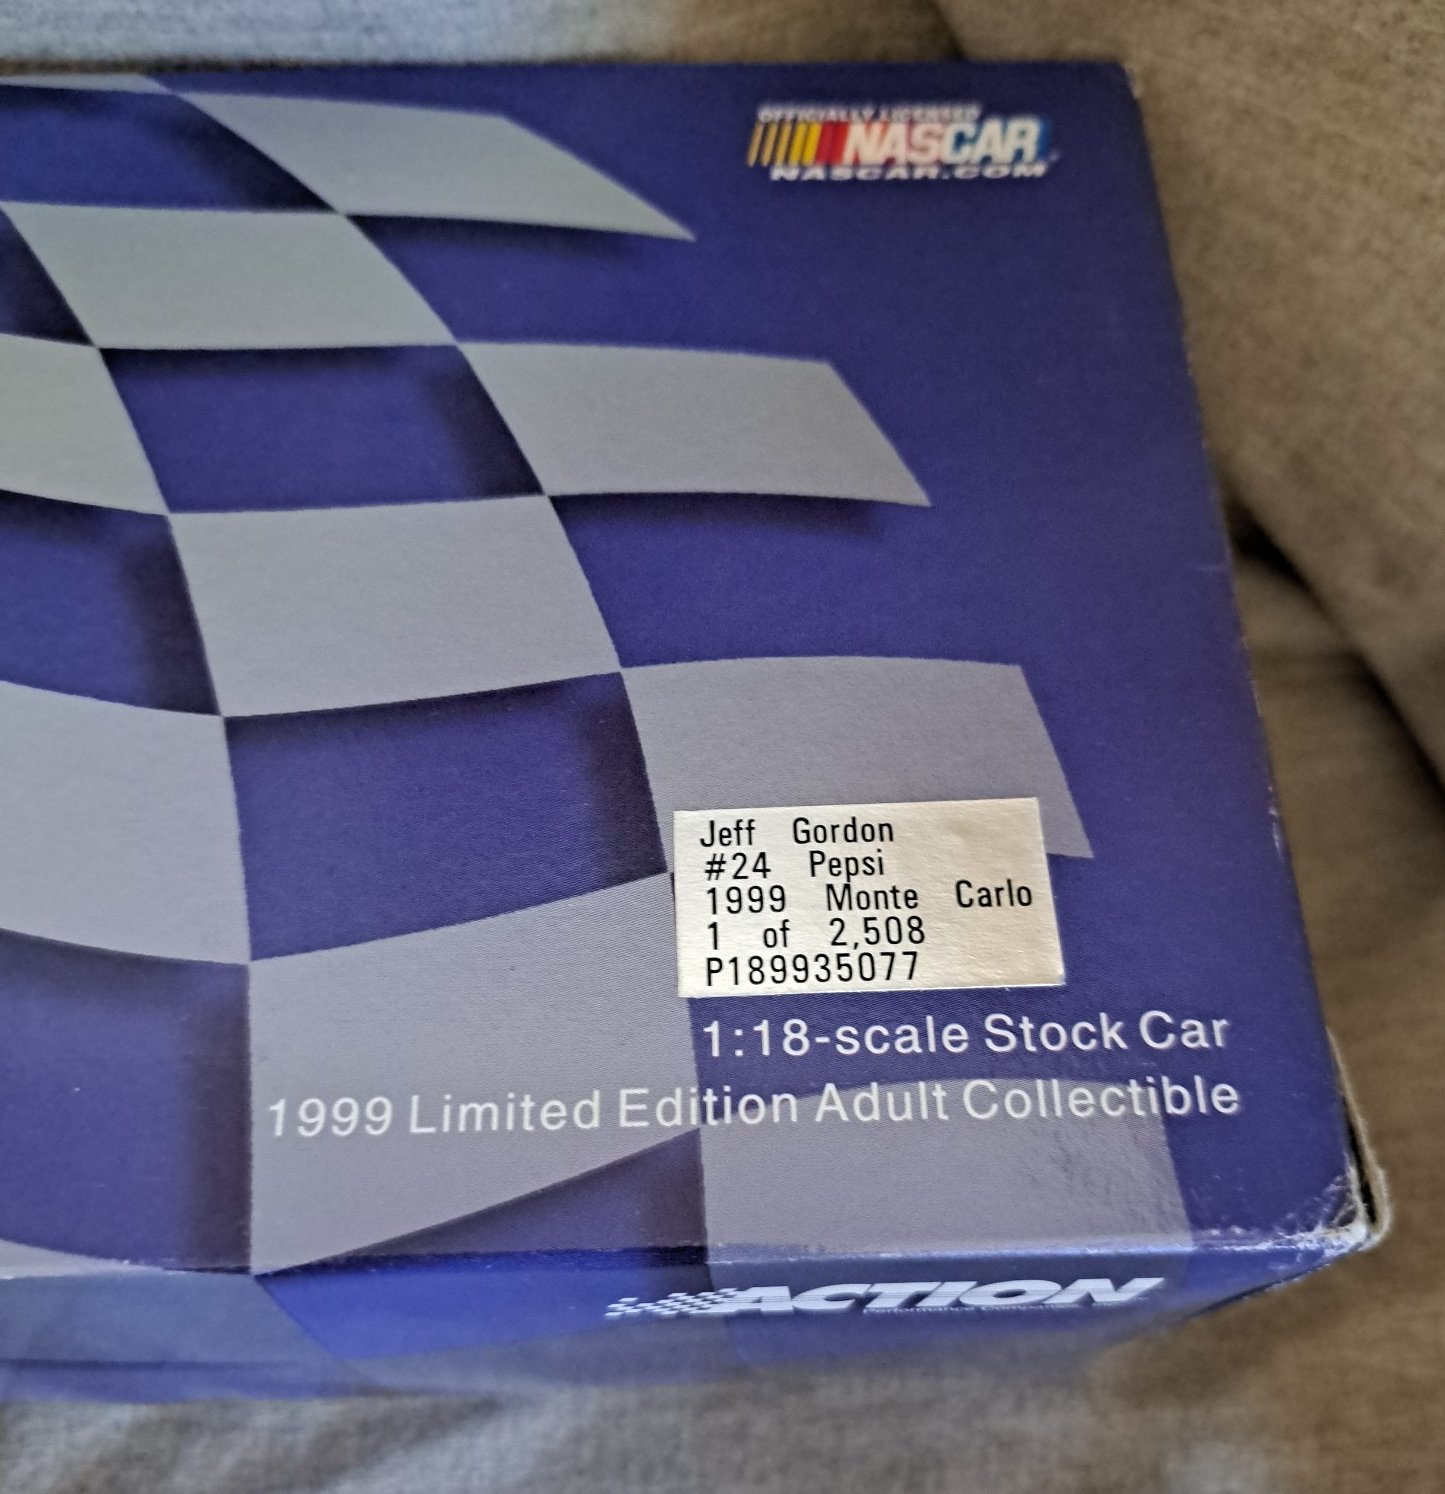 OFFICIALLY LICENSED
NASCAR
NASCAR.COM
Jeff Gordon
#24 Pepsi
1999 Monte Carlo
1 of 2,508
P189935077
1:18-scale Stock Car
1999 Limited Edition Adult Collectible
ACTION